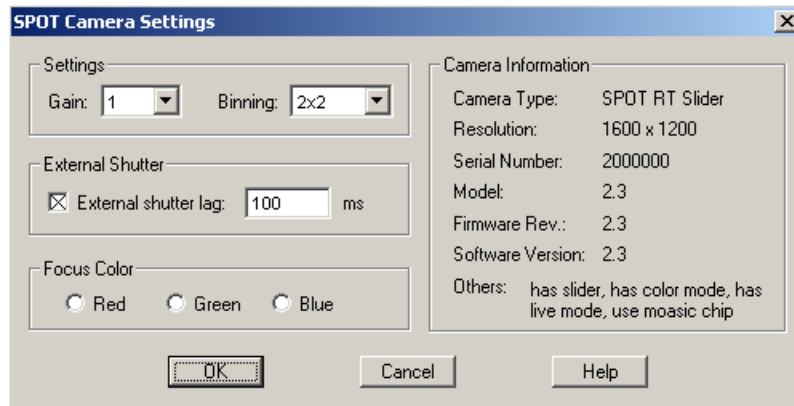 SPOT Camera Settings
Settings
Gain: 1 Binning: 2x2
External Shutter
External shutter lag: 100 ms
Focus Color
Red Green Blue
Camera Information
Camera Type: SPOT RT Slider
Resolution: 1600 x 1200
Serial Number: 2000000
Model: 2.3
Firmware Rev.: 2.3
Software Version: 2.3
Others: has slider, has color mode, has
live mode, use moasic chip
OK Cancel Help